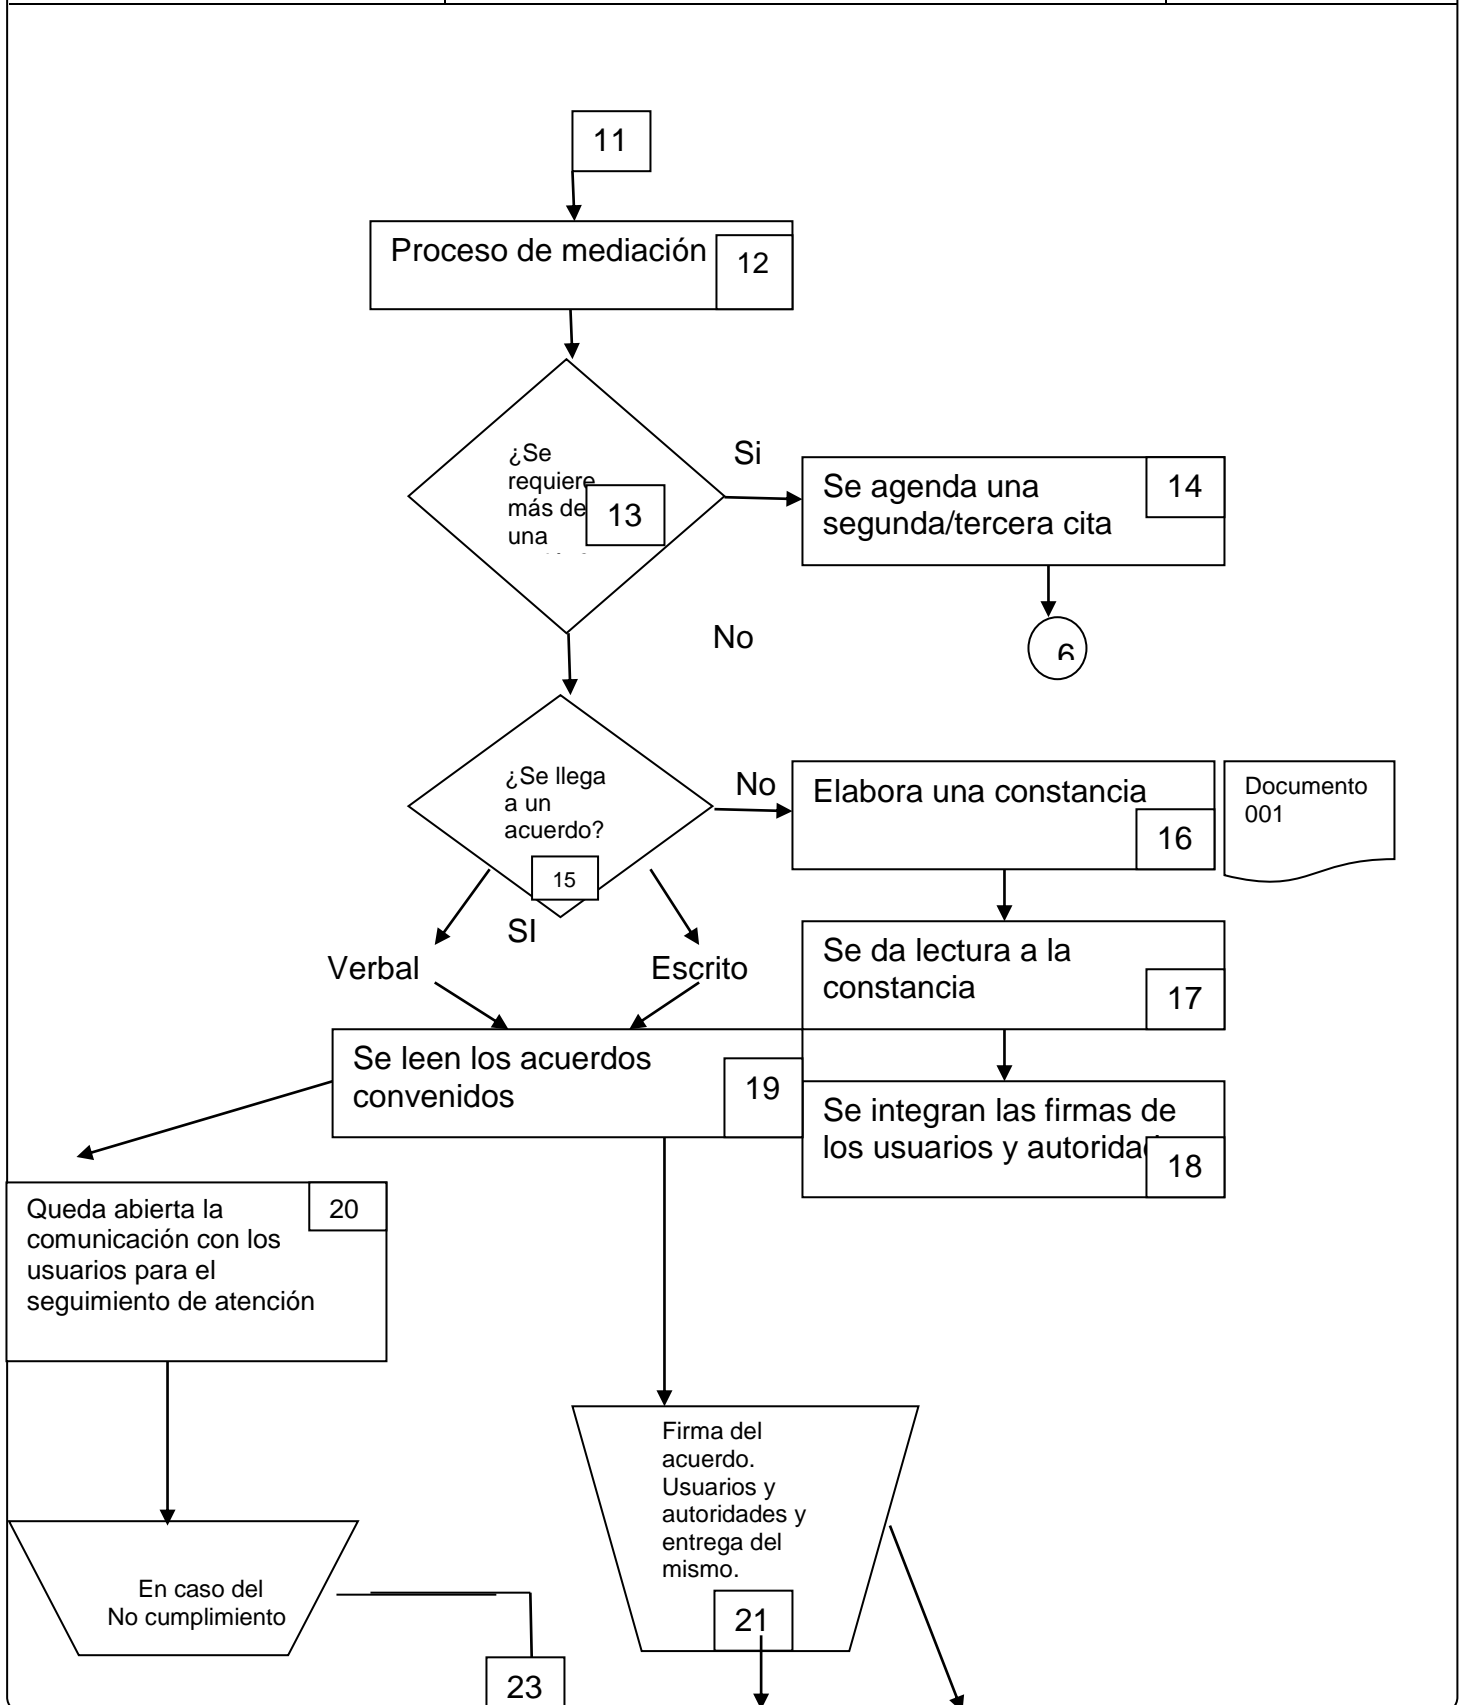 11
Proceso de mediación
12
¿Se
requiere
más de
una
13
Si
Se agenda una
segunda/tercera cita
14
6
No
¿Se llega
a un
acuerdo?
15
No
Elabora una constancia
16
Documento
001
SI
Verbal
Escrito
Se da lectura a la
constancia
17
Se leen los acuerdos
convenidos
19
Se integran las firmas de
los usuarios y
18
Queda abierta la
comunicación con los
usuarios para el
seguimiento de atención
20
Firma del
acuerdo.
Usuarios y
autoridades y
entrega del
mismo.
21
En caso del
No cumplimiento
23